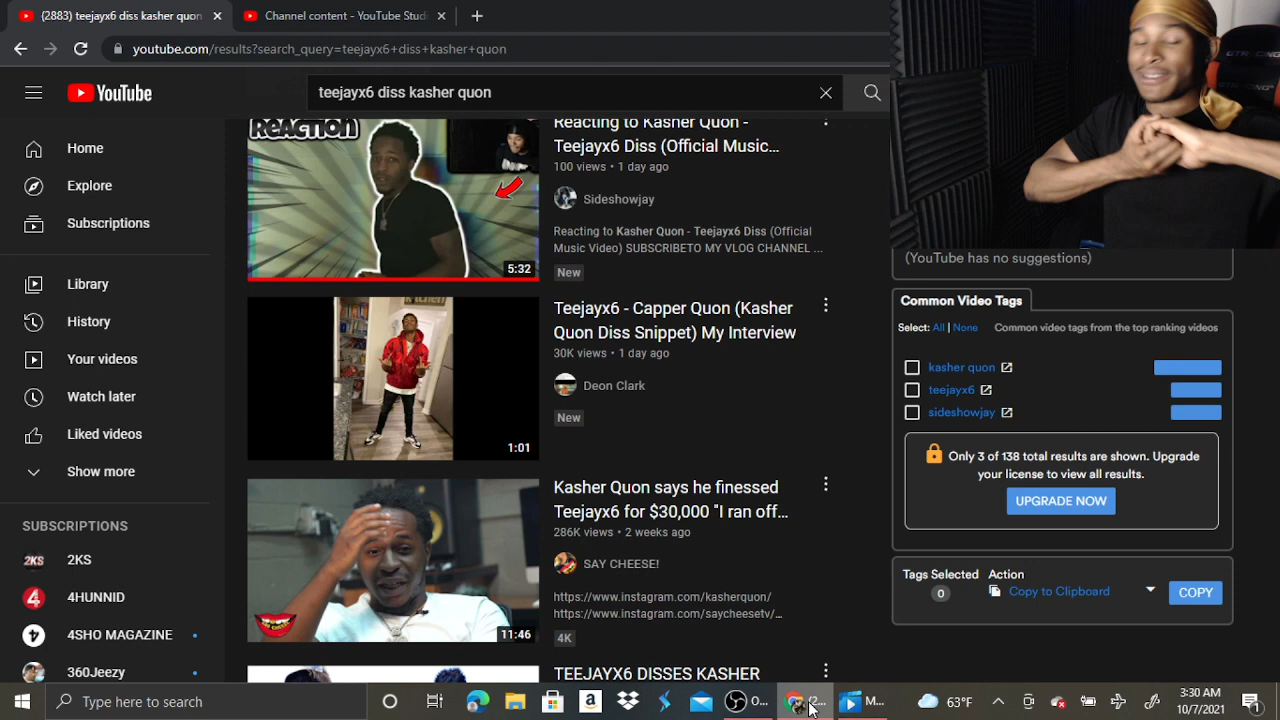 (2883) teejayx6 diss kasher quon
Channel content - YouTube Studi
youtube.com/results?search_query=teejayx6+diss+kasher+quon
YouTube
teejayx6 diss kasher quon
Home
Explore
Subscriptions
Library
History
Your videos
Watch later
Liked videos
Show more
SUBSCRIPTIONS
2KS
2KS
4HUNNID
4SHO MAGAZINE
360Jeezy
REACTION
5:32
Reacting to Kasher Quon -
Teejayx6 Diss (Official Music...
100 views • 1 day ago
Sideshowjay
Reacting to Kasher Quon - Teejayx6 Diss (Official
Music Video) SUBSCRIBETO MY VLOG CHANNEL ...
New
1:01
Teejayx6 - Capper Quon (Kasher
Quon Diss Snippet) My Interview
30K views • 1 day ago
Deon Clark
New
11:46
Kasher Quon says he finessed
Teejayx6 for $30,000 "I ran off...
286K views • 2 weeks ago
SAY CHEESE!
https://www.instagram.com/kasherquon/
https://www.instagram.com/saycheesetv/...
4K
TEEJAYX6 DISSES KASHER
GTRACING
GTRACING
(YouTube has no suggestions)
Common Video Tags
Select: All | None Common video tags from the top ranking videos
kasher quon
teejayx6
sideshowjay
Only 3 of 138 total results are shown. Upgrade
your license to view all results.
UPGRADE NOW
Tags Selected Action
0 Copy to Clipboard COPY
Type here to search
O...
(2...
M...
63°F
3:30 AM
10/7/2021
1